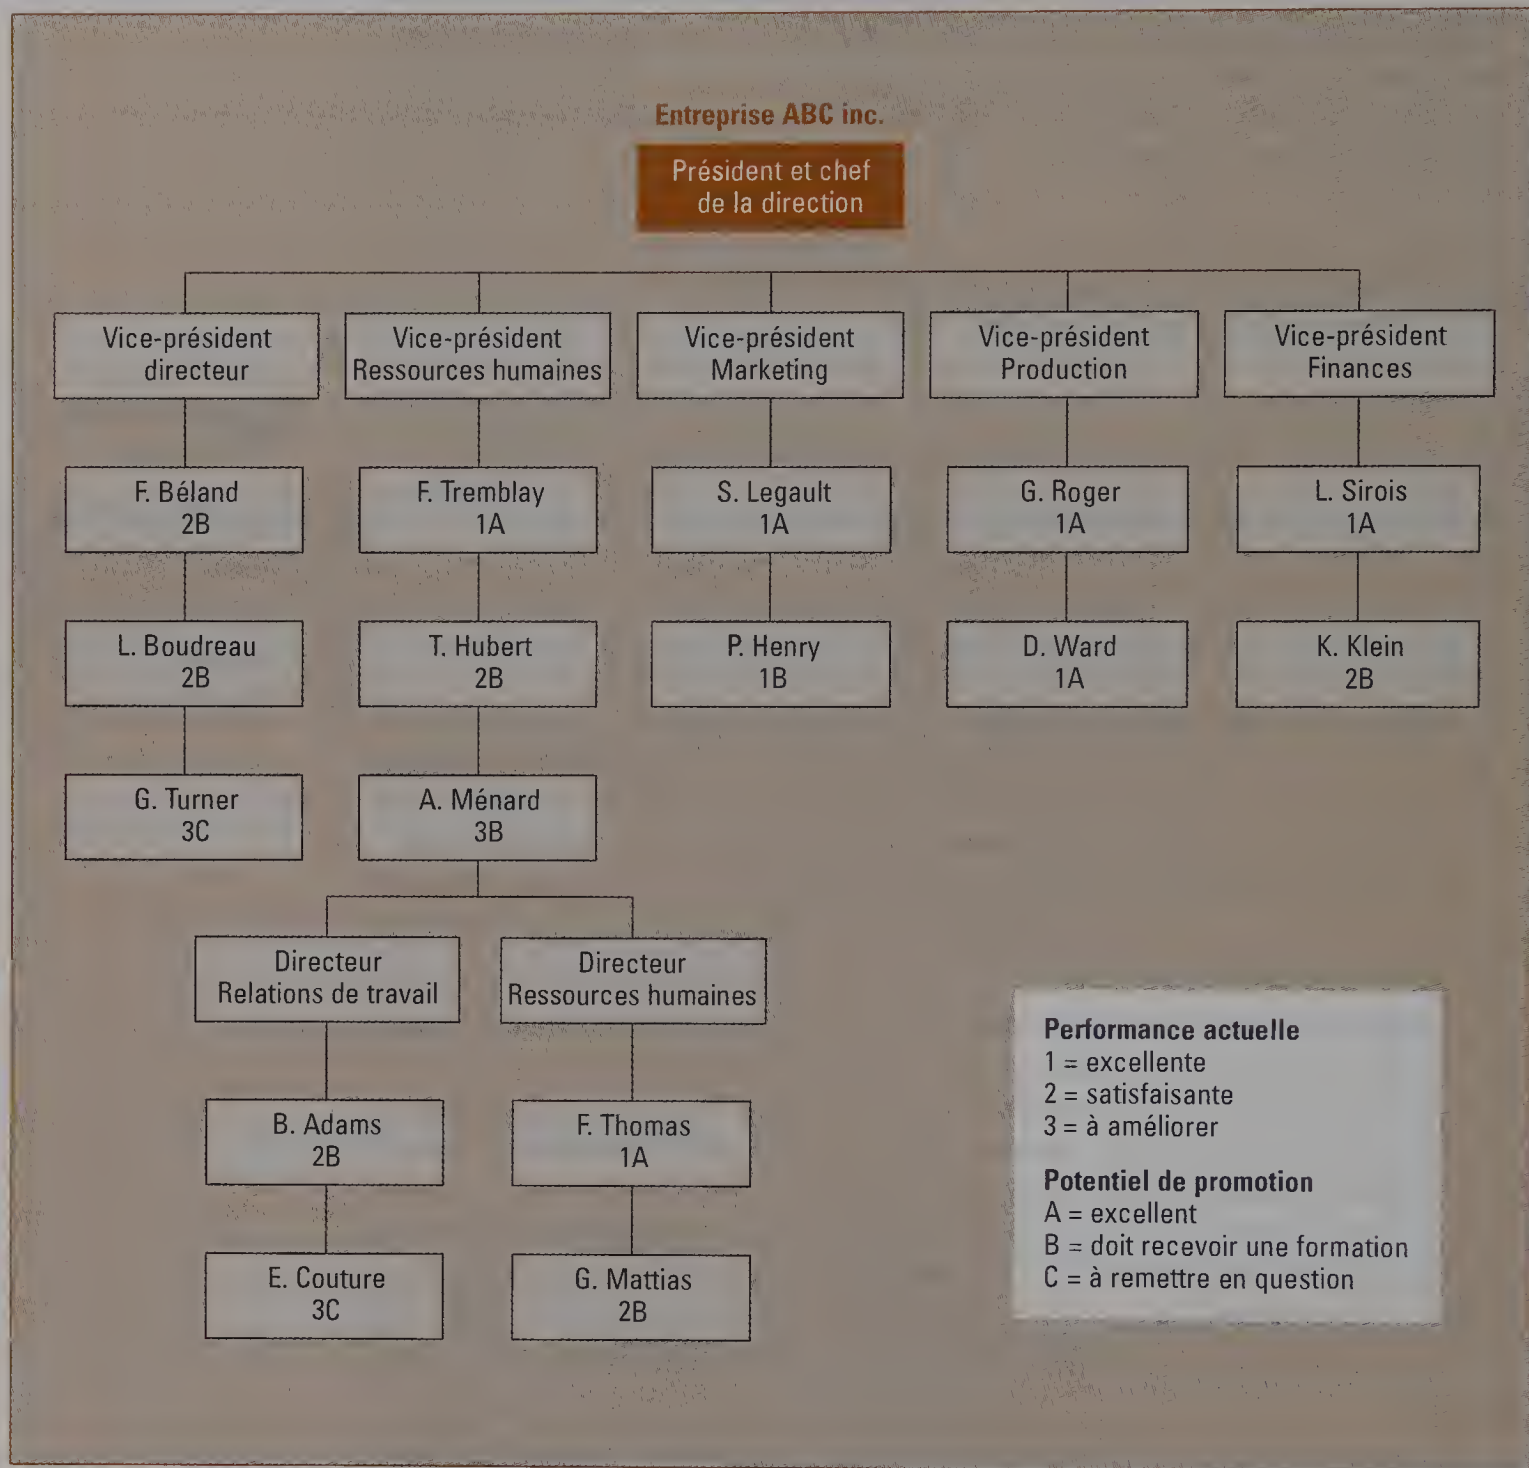 Entreprise ABC inc.
Président et chef
de la direction
Vice-président
directeur
Vice-président
Ressources humaines
Vice-président
Marketing
Vice-président
Production
Vice-président
Finances
F. Béland
2B
F. Tremblay
1A
S. Legault
1A
G. Roger
1A
L. Sirois
1A
L. Boudreau
2B
T. Hubert
2B
P. Henry
1B
D. Ward
1A
K. Klein
2B
G. Turner
3C
A. Ménard
3B
Directeur
Relations de travail
Directeur
Ressources humaines
B. Adams
2B
F. Thomas
1A
E. Couture
3C
G. Mattias
2B
Performance actuelle
1 = excellente
2 = satisfaisante
3 = à améliorer
Potentiel de promotion
A = excellent
B = doit recevoir une formation
C = à remettre en question